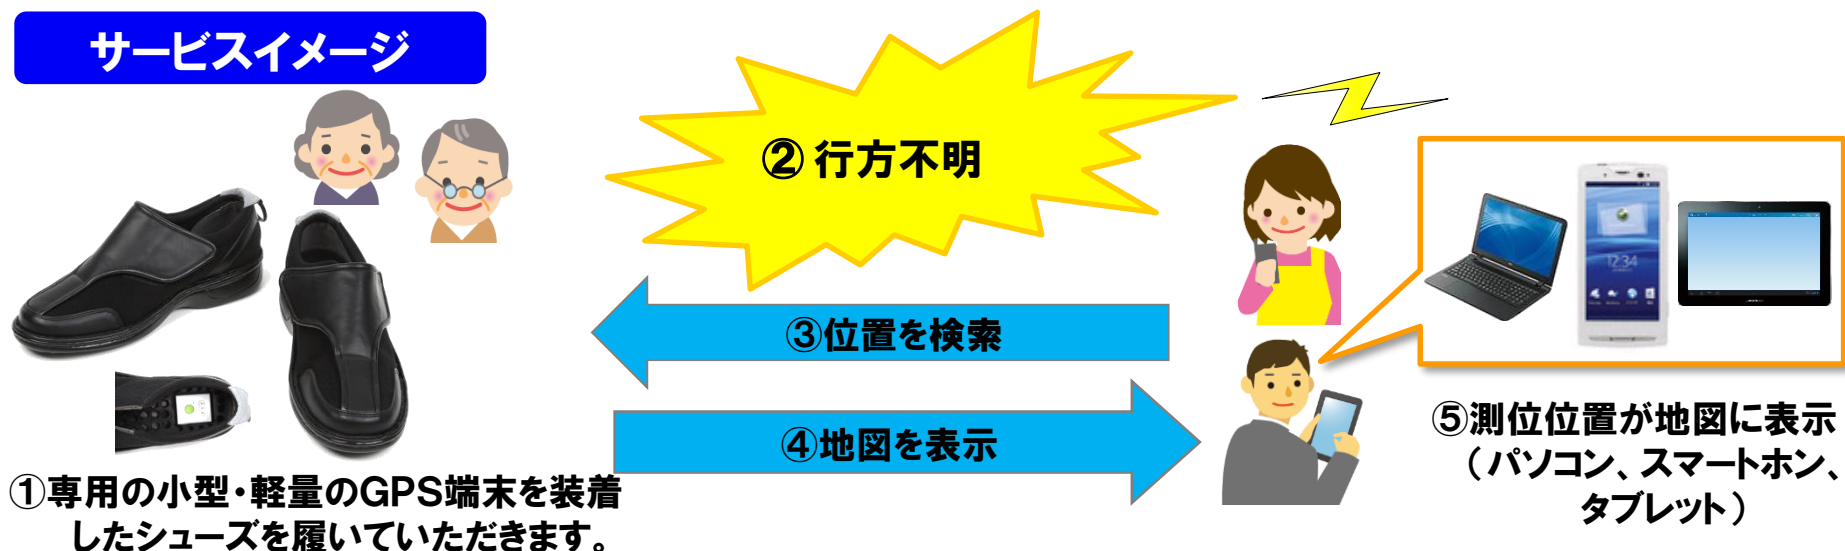 サービスイメージ
②行方不明
12:34
③位置を検索
④地図を表示
①専用の小型・軽量のGPS端末を装着
したシューズを履いていただきます。
⑤測位位置が地図に表示
（パソコン、スマートホン、
タブレット）